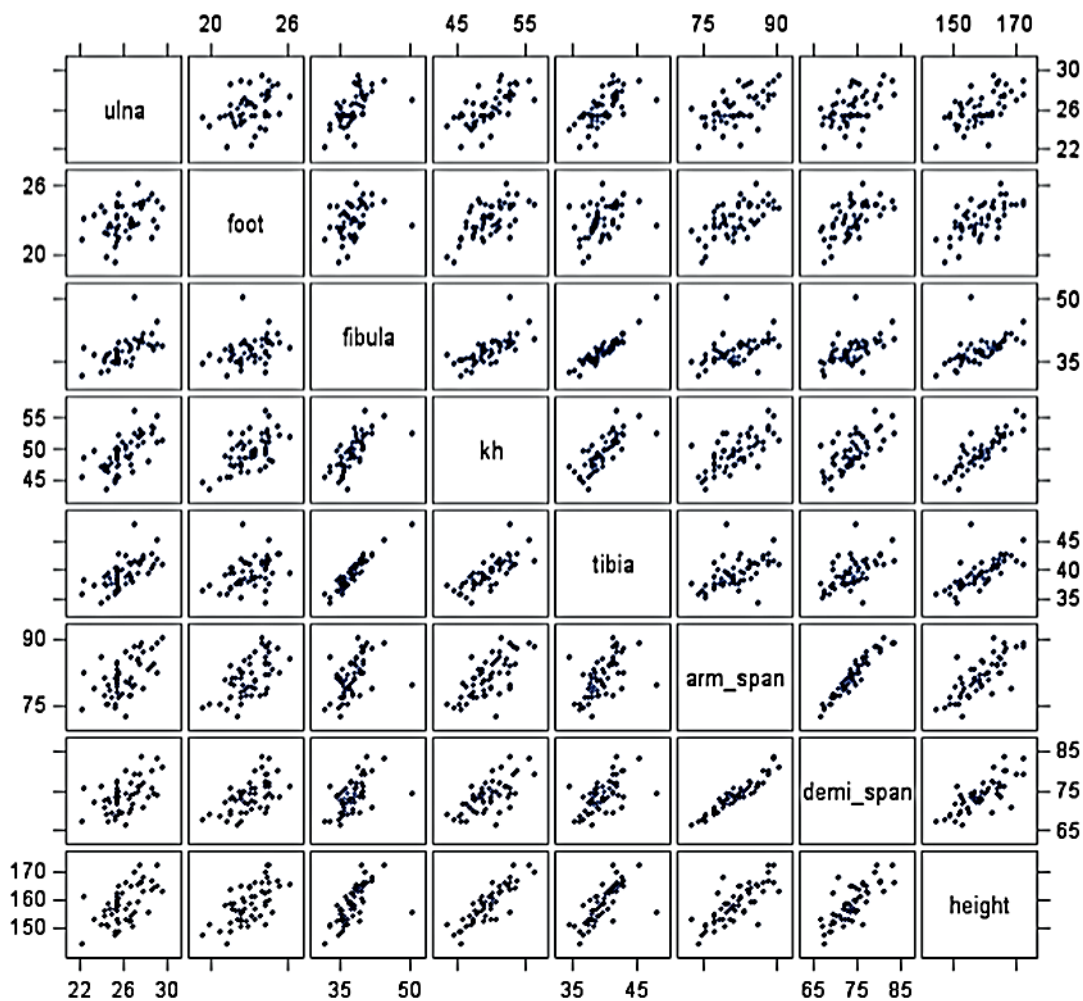 20 26 45 55 75 90 150 170
ulna 30
26
22
26
20 foot
fibula 50
35
55
50
45 kh
tibia 45
40
35
90
75 arm_span
demi_span 85
75
65
170
160
150 height
22 26 30 35 50 35 45 65 75 85